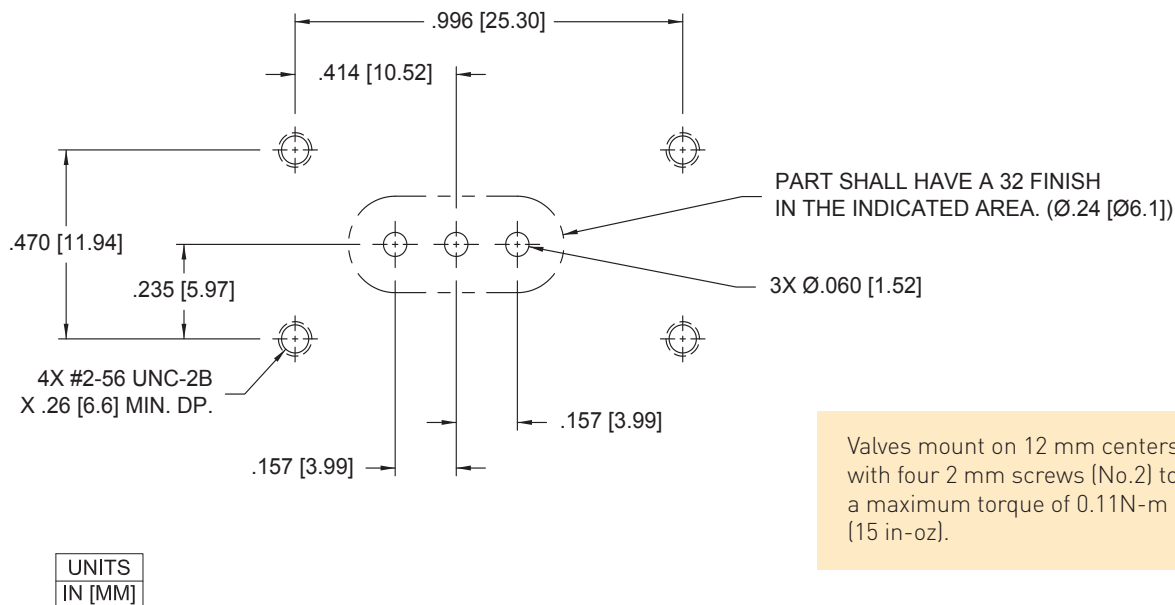 .996 [25.30]
.414 [10.52]
PART SHALL HAVE A 32 FINISH
IN THE INDICATED AREA. (Ø.24 [Ø6.1])
.470 [11.94]
.235 [5.97]
3X Ø.060 [1.52]
4X #2-56 UNC-2B
X .26 [6.6] MIN. DP.
.157 [3.99]
.157 [3.99]
Valves mount on 12 mm centers
with four 2 mm screws (No.2) to
a maximum torque of 0.11N-m
(15 in-oz).
UNITS
IN [MM]